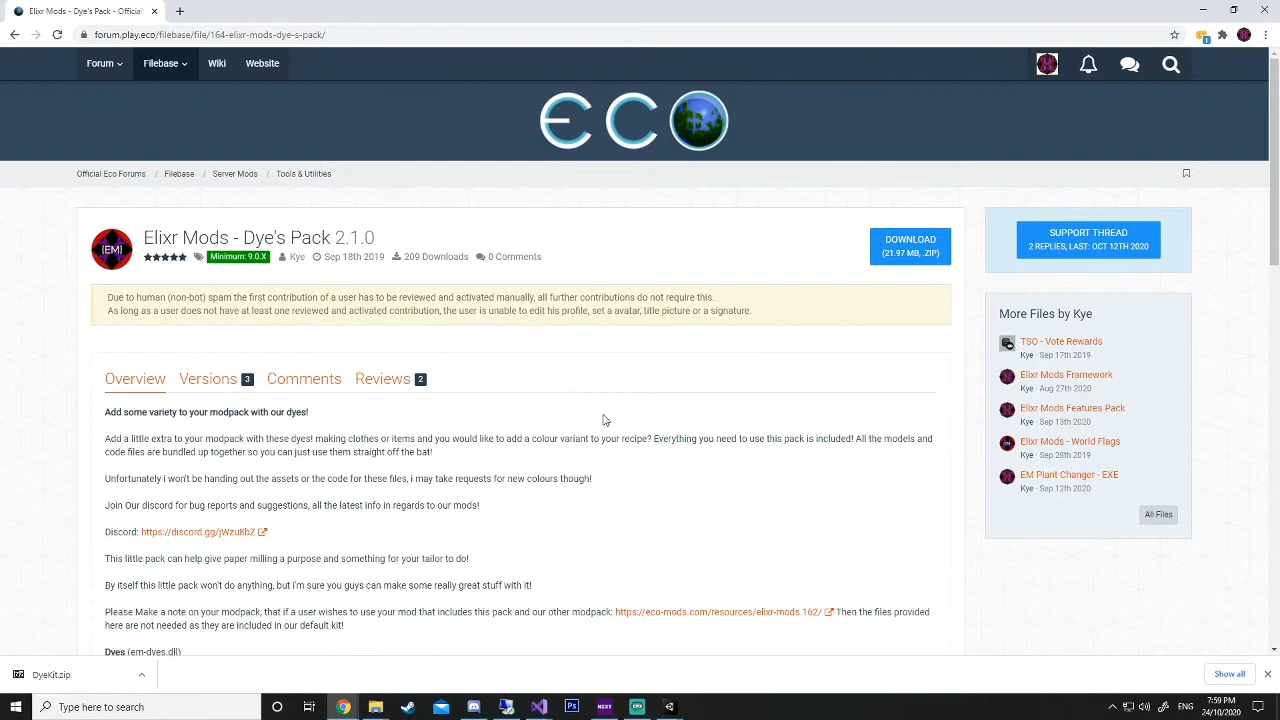 Elixr Mods - Dye's Pack - Official
forum.play.eco/filebase/file/164-elixr-mods-dye-s-pack/
1
Forum
Filebase
Wiki
Website
ECO
Official Eco Forums / Filebase / Server Mods / Tools & Utilities
{EM}
Elixr Mods - Dye's Pack 2.1.0
Minimum: 9.0.X Kye Sep 18th 2019 209 Downloads 0 Comments
DOWNLOAD
(21.97 MB, .ZIP)
SUPPORT THREAD
2 REPLIES, LAST: OCT 12TH 2020
Due to human (non-bot) spam the first contribution of a user has to be reviewed and activated manually, all further contributions do not require this.
As long as a user does not have at least one reviewed and activated contribution, the user is unable to edit his profile, set a avatar, title picture or a signature.
Overview Versions 3 Comments Reviews 2
Add some variety to your modpack with our dyes!
Add a little extra to your modpack with these dyes! making clothes or items and you would like to add a colour variant to your recipe? Everything you need to use this pack is included! All the models and
code files are bundled up together so you can just use them straight off the bat!
Unfortunately i won't be handing out the assets or the code for these files, i may take requests for new colours though!
Join Our discord for bug reports and suggestions, all the latest info in regards to our mods!
Discord: https://discord.gg/jWzu8bZ
This little pack can help give paper milling a purpose and something for your tailor to do!
By itself this little pack won't do anything, but i'm sure you guys can make some really great stuff with it!
Please Make a note on your modpack, that if a user wishes to use your mod that includes this pack and our other modpack: https://eco-mods.com/resources/elixr-mods.162/ Then the files provided
here are not needed as they are included in our default kit!
Dyes (em-dyes.dll)
More Files by Kye
TSO - Vote Rewards
Kye · Sep 17th 2019
Elixr Mods Framework
Kye · Aug 27th 2020
Elixr Mods Features Pack
Kye · Sep 13th 2020
Elixr Mods - World Flags
Kye · Sep 28th 2019
EM Plant Changer - EXE
Kye · Sep 12th 2020
All Files
DyeKit.zip
Show all
Type here to search
ENG
7:59 PM
24/10/2020